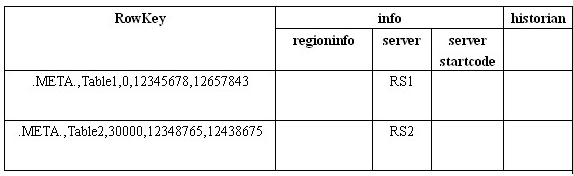 RowKey info historian
regioninfo server server
startcode
.META.,Table1,0,12345678,12657843 RS1
.META.,Table2,30000,12348765,12438675 RS2